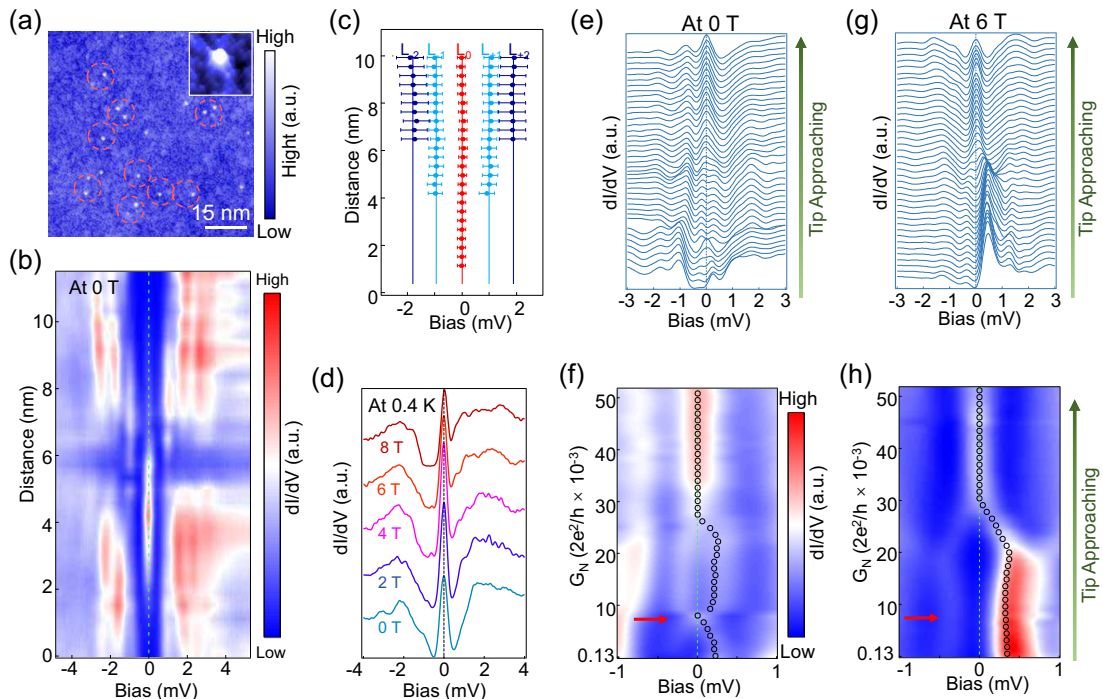 (a)
High
Hight (a.u.)
Low
15 nm
(b)
At 0 T
High
dI/dV (a.u.)
Low
Distance (nm)
10
8
6
4
2
0
-4 -2 0 2 4
Bias (mV)
(c)
L-2 L-1 L0 L+1 L+2
Distance (nm)
10
8
6
4
2
0
-2 0 2
Bias (mV)
(d)
At 0.4 K
dI/dV (a.u.)
8 T
6 T
4 T
2 T
0 T
-4 -2 0 2 4
Bias (mV)
(e)
At 0 T
dI/dV (a.u.)
Tip Approaching
-3 -2 -1 0 1 2 3
Bias (mV)
(f)
High
dI/dV (a.u.)
Low
G_N (2e²/h × 10⁻³)
50
40
30
20
10
0.13
-1 0 1
Bias (mV)
(g)
At 6 T
dI/dV (a.u.)
Tip Approaching
-3 -2 -1 0 1 2 3
Bias (mV)
(h)
G_N (2e²/h × 10⁻³)
50
40
30
20
10
0.13
Tip Approaching
-1 0 1
Bias (mV)